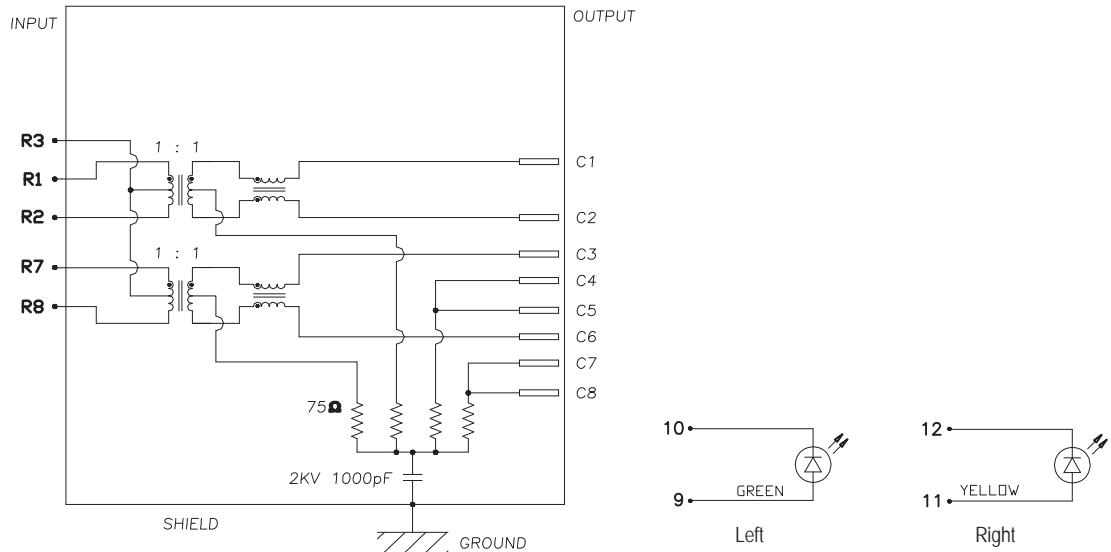 INPUT
OUTPUT
R3
1 : 1
R1
R2
C1
C2
1 : 1
R7
R8
C3
C4
C5
C6
C7
C8
75Ω
2KV 1000pF
SHIELD
GROUND
10
9
GREEN
Left
12
11
YELLOW
Right